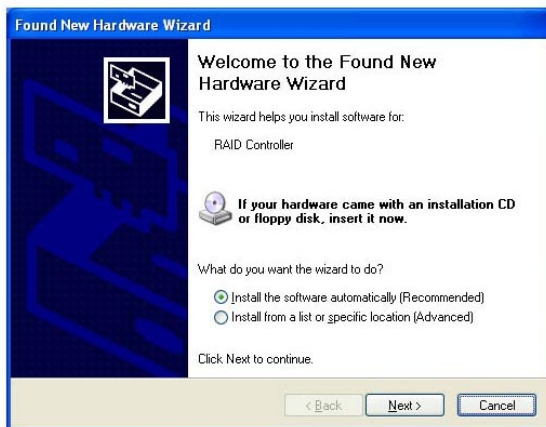 Found New Hardware Wizard
Welcome to the Found New
Hardware Wizard
This wizard helps you install software for:
RAID Controller
If your hardware came with an installation CD
or floppy disk, insert it now.
What do you want the wizard to do?
Install the software automatically (Recommended)
Install from a list or specific location (Advanced)
Click Next to continue.
< Back Next > Cancel